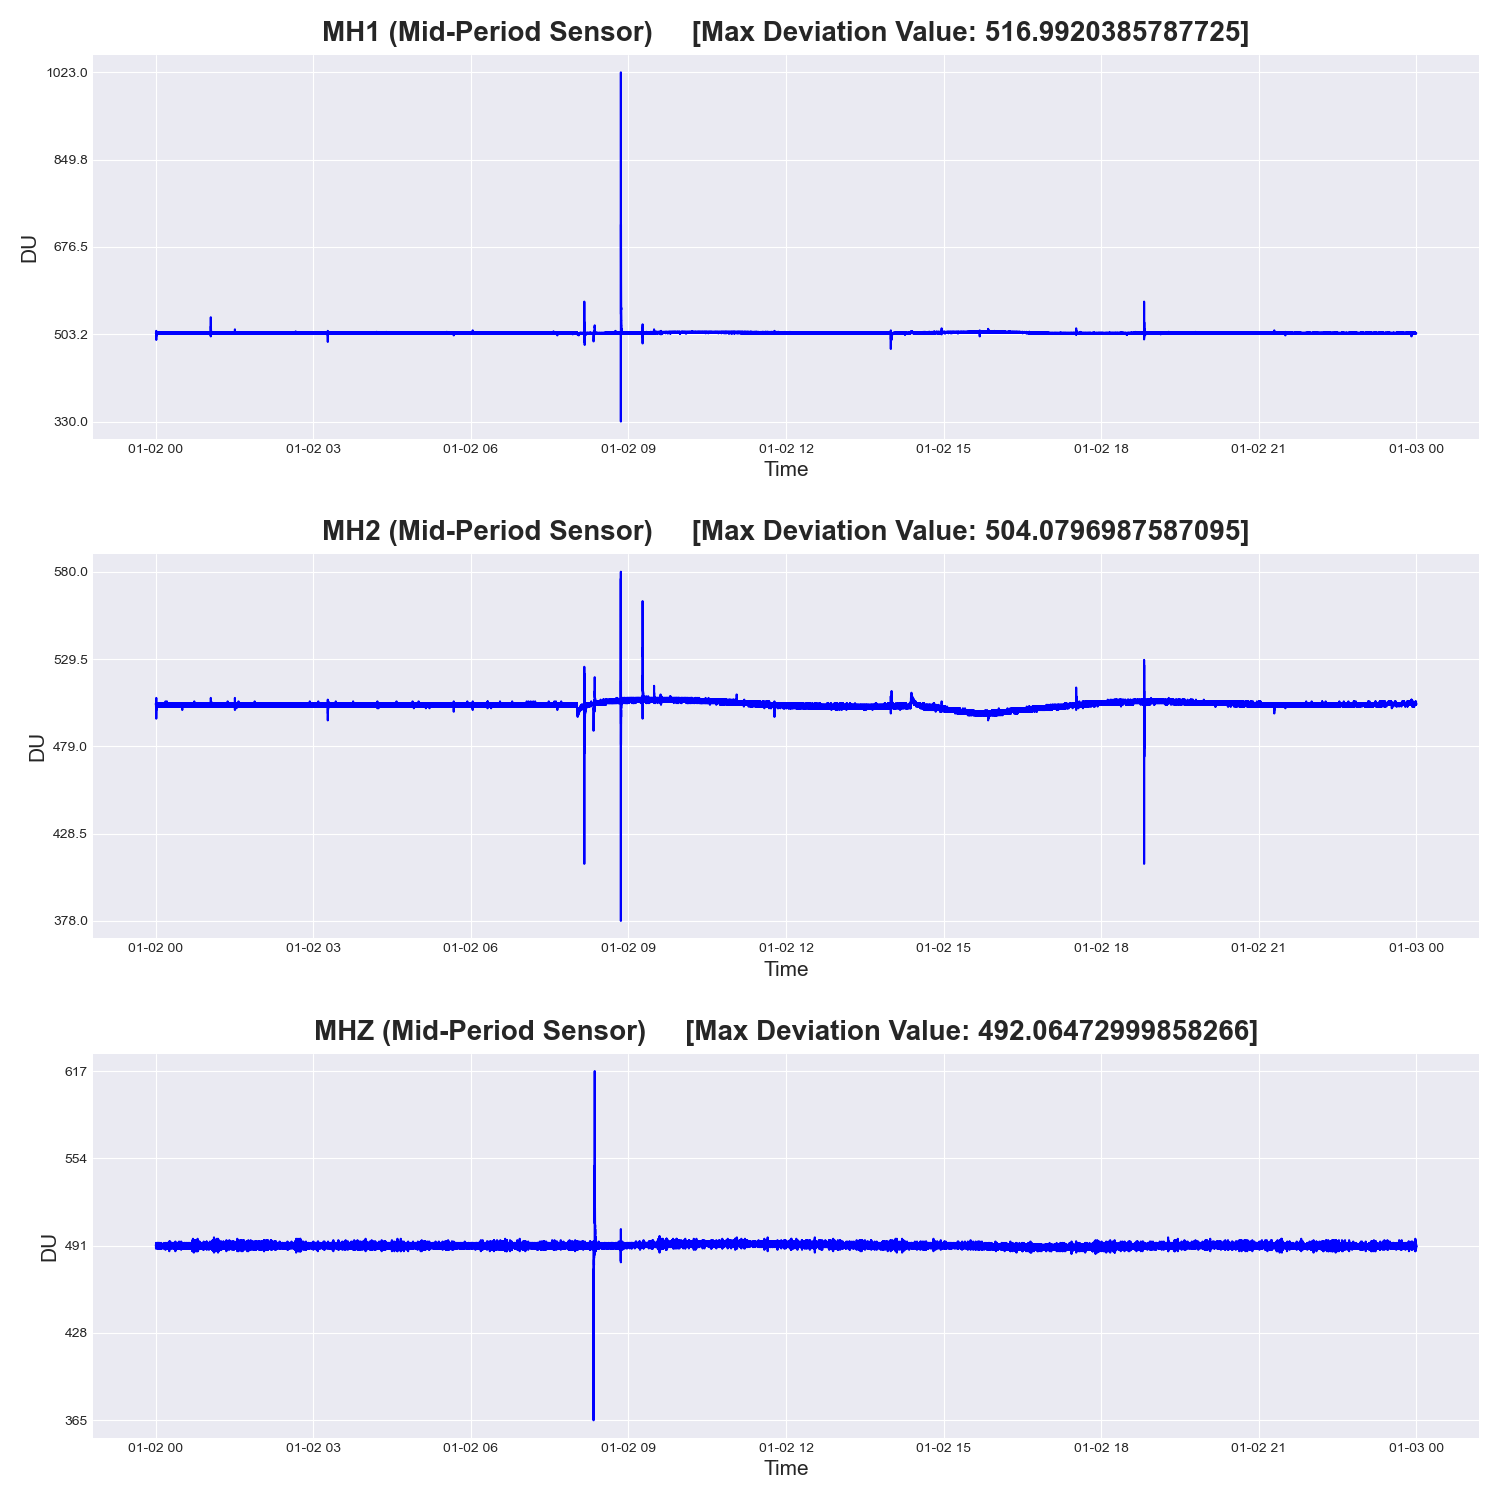 MH1 (Mid-Period Sensor) [Max Deviation Value: 516.9920385787725]
1023.0
849.8
676.5
503.2
330.0
DU
01-02 00 01-02 03 01-02 06 01-02 09 01-02 12 01-02 15 01-02 18 01-02 21 01-03 00
Time
MH2 (Mid-Period Sensor) [Max Deviation Value: 504.0796987587095]
580.0
529.5
479.0
428.5
378.0
DU
01-02 00 01-02 03 01-02 06 01-02 09 01-02 12 01-02 15 01-02 18 01-02 21 01-03 00
Time
MHZ (Mid-Period Sensor) [Max Deviation Value: 492.06472999858266]
617
554
491
428
365
DU
01-02 00 01-02 03 01-02 06 01-02 09 01-02 12 01-02 15 01-02 18 01-02 21 01-03 00
Time